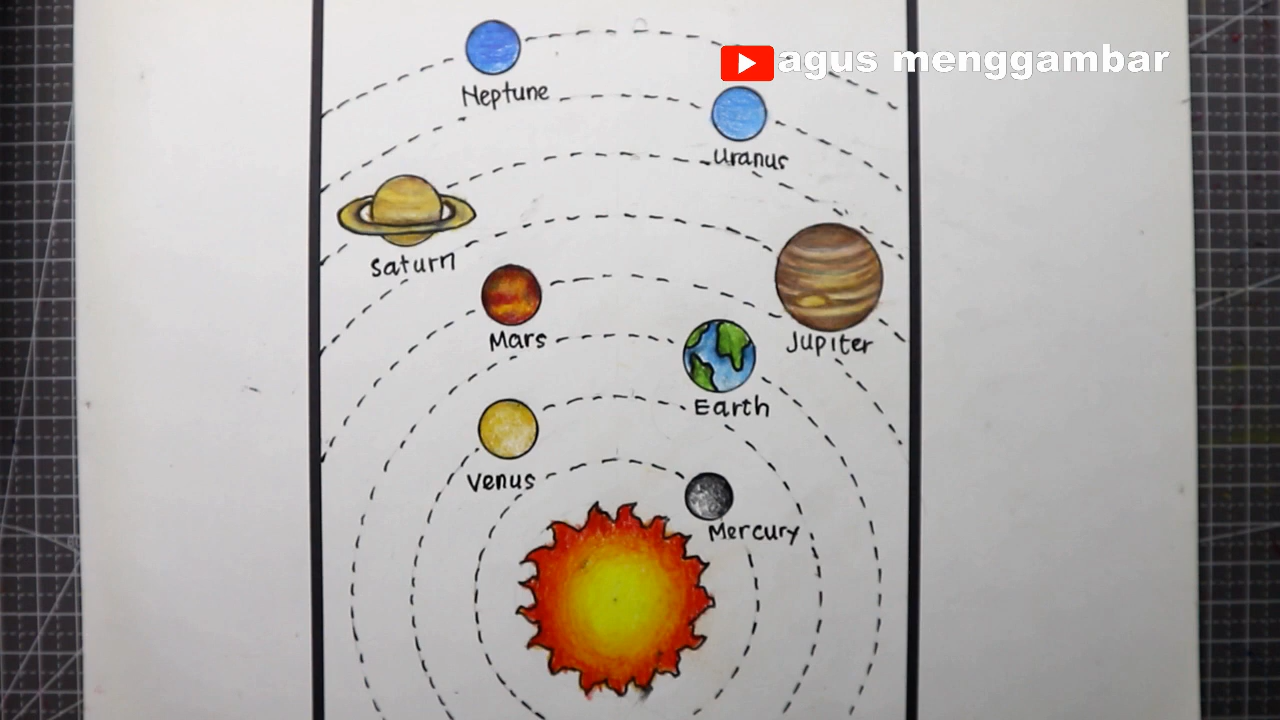 agus menggambar
Neptune
Uranus
Saturn
Mars
Jupiter
Earth
Venus
Mercury